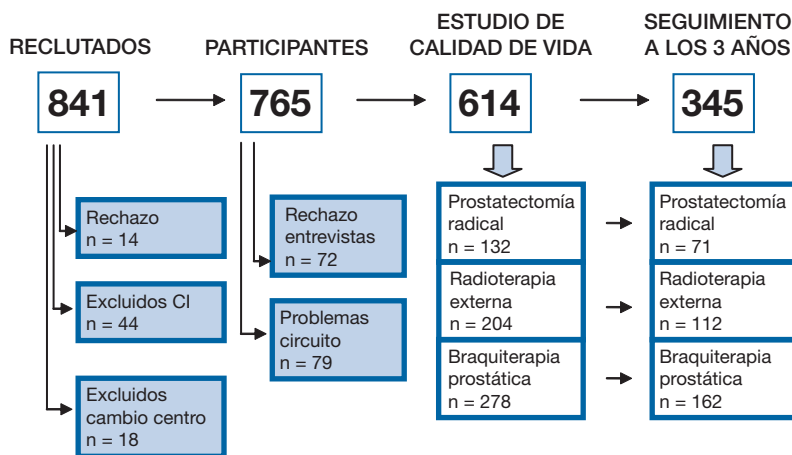 RECLUTADOS
841
Rechazo
n = 14
Excluidos CI
n = 44
Excluidos
cambio centro
n = 18
PARTICIPANTES
765
Rechazo
entrevistas
n = 72
Problemas
circuito
n = 79
ESTUDIO DE
CALIDAD DE VIDA
614
Prostatectomía
radical
n = 132
Radioterapia
externa
n = 204
Braquiterapia
prostática
n = 278
SEGUIMIENTO
A LOS 3 AÑOS
345
Prostatectomía
radical
n = 71
Radioterapia
externa
n = 112
Braquiterapia
prostática
n = 162